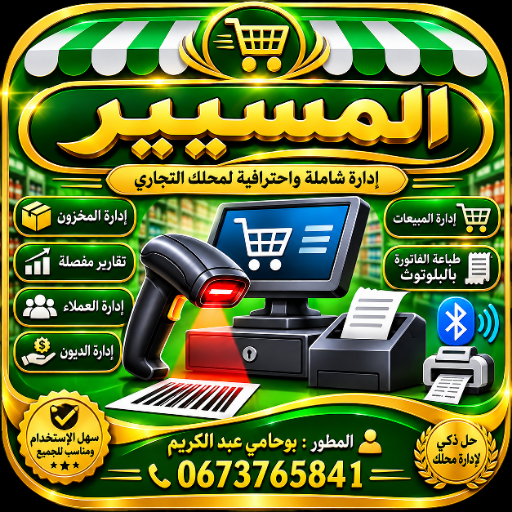 المسيير
إدارة شاملة واحترافية لمحلك التجاري
إدارة المبيعات
إدارة المخزون
طباعة الفاتورة
بالبلوتوث
تقارير مفصلة
إدارة العملاء
إدارة الديون
سهل الإستخدام
ومناسب للجميع
المطور : بوحامي عبد الكريم
0673765841
حل ذكي
لإدارة محلك